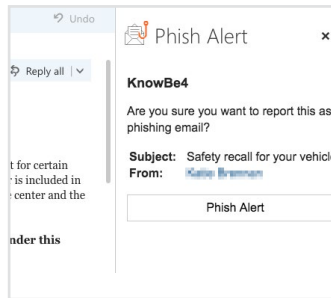 Undo
Reply all
t for certain
is included in
center and the
nder this
Phish Alert
×
KnowBe4
Are you sure you want to report this as
phishing email?
Subject: Safety recall for your vehicle
From:
Phish Alert